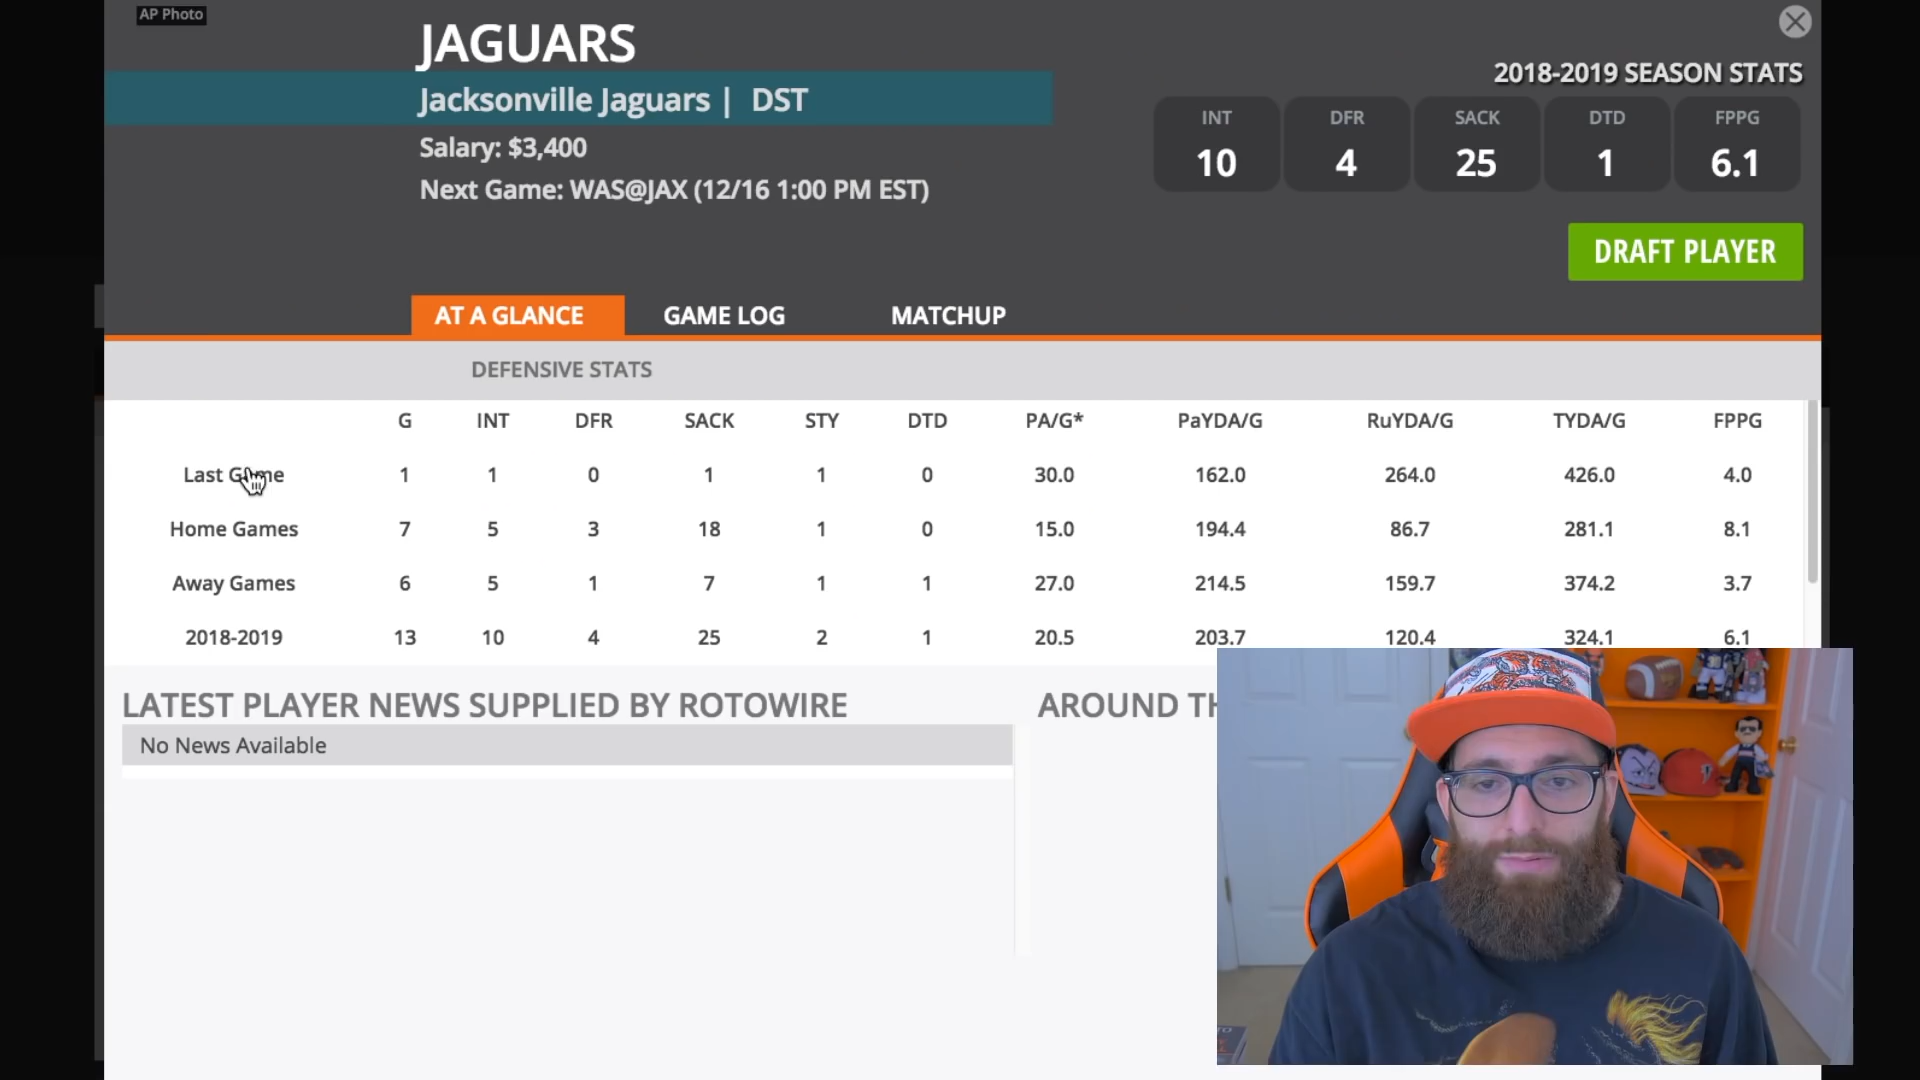 AP Photo
JAGUARS
Jacksonville Jaguars | DST
Salary: $3,400
Next Game: WAS@JAX (12/16 1:00 PM EST)
2018-2019 SEASON STATS
INT DFR SACK DTD FPPG
10 4 25 1 6.1
DRAFT PLAYER
AT A GLANCE GAME LOG MATCHUP
DEFENSIVE STATS
G INT DFR SACK STY DTD PA/G* PaYDA/G RuYDA/G TYDA/G FPPG
Last Game 1 1 0 1 1 0 30.0 162.0 264.0 426.0 4.0
Home Games 7 5 3 18 1 0 15.0 194.4 86.7 281.1 8.1
Away Games 6 5 1 7 1 1 27.0 214.5 159.7 374.2 3.7
2018-2019 13 10 4 25 2 1 20.5 203.7 120.4 324.1 6.1
LATEST PLAYER NEWS SUPPLIED BY ROTOWIRE
AROUND TH
No News Available